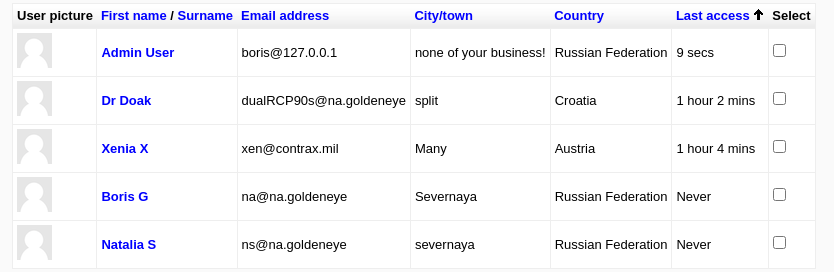 User picture First name / Surname Email address City/town Country Last access Select
Admin User boris@127.0.0.1 none of your business! Russian Federation 9 secs
Dr Doak dualRCP90s@na.goldeneye split Croatia 1 hour 2 mins
Xenia X xen@contrax.mil Many Austria 1 hour 4 mins
Boris G na@na.goldeneye Severnaya Russian Federation Never
Natalia S ns@na.goldeneye severnaya Russian Federation Never